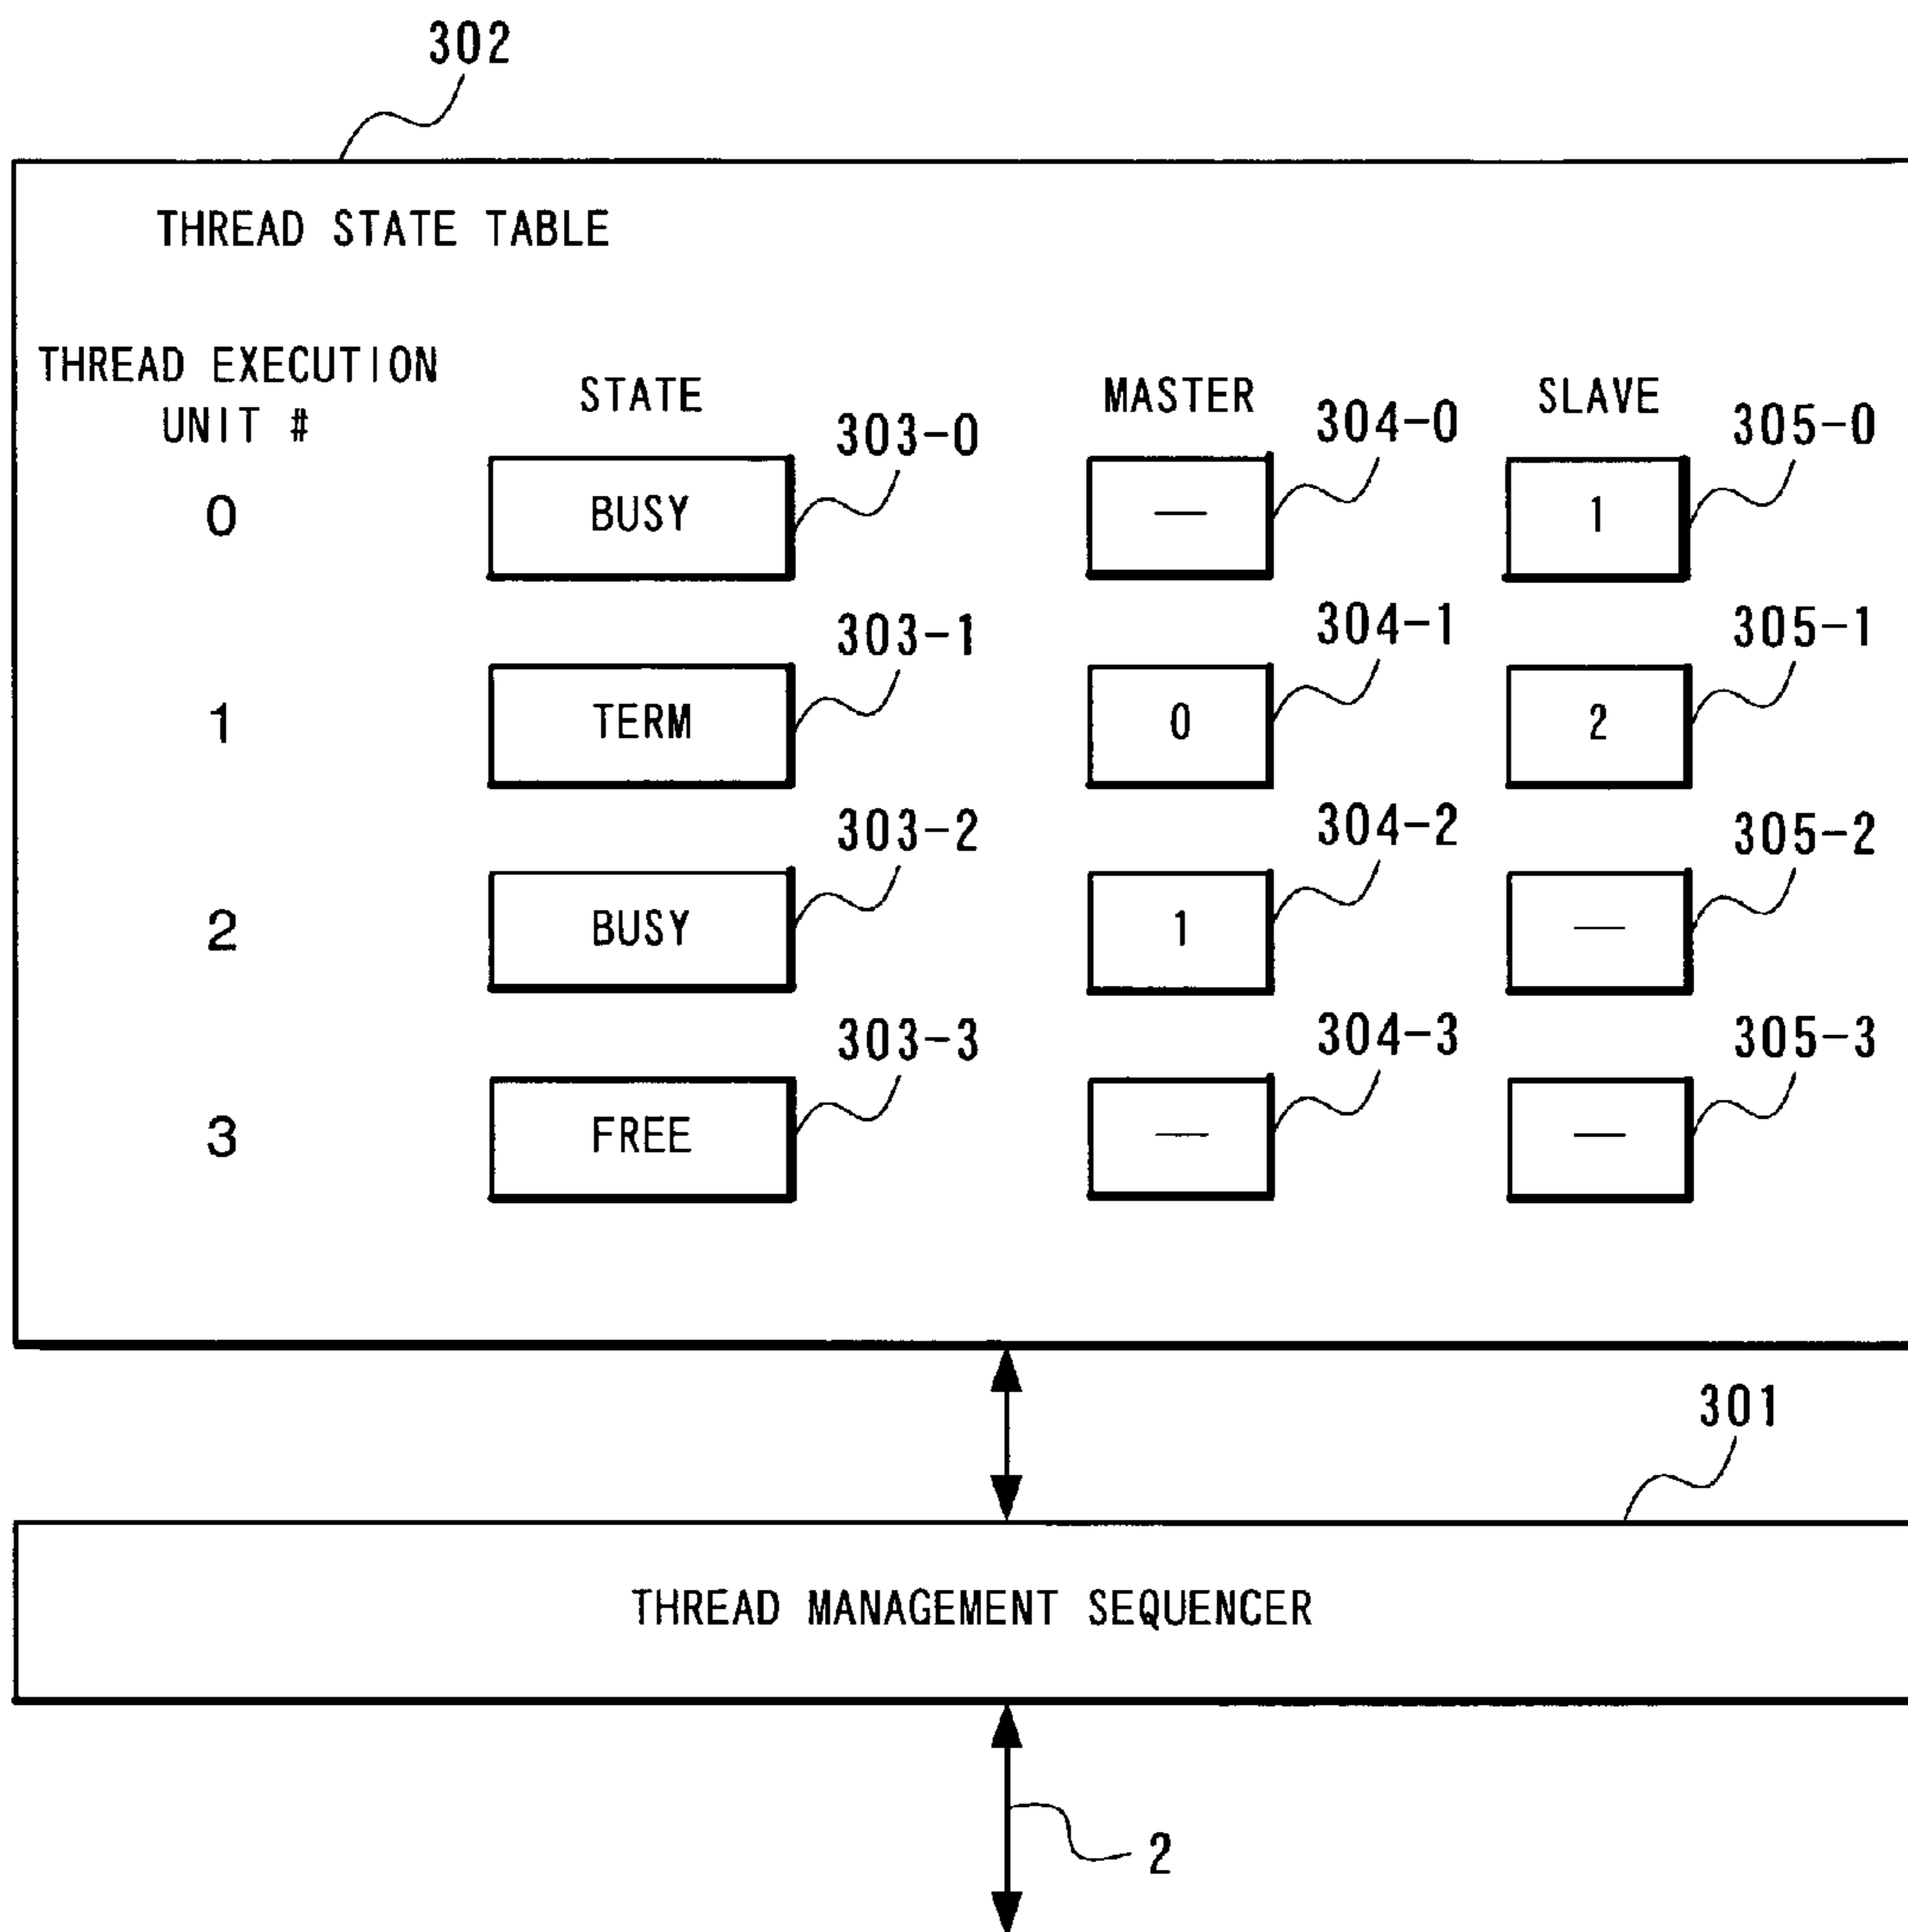 302
THREAD STATE TABLE
THREAD EXECUTION
UNIT #
STATE
MASTER
SLAVE
303-0
304-0
305-0
0
BUSY
—
1
303-1
304-1
305-1
1
TERM
0
2
303-2
304-2
305-2
2
BUSY
1
—
303-3
304-3
305-3
3
FREE
—
—
301
THREAD MANAGEMENT SEQUENCER
2